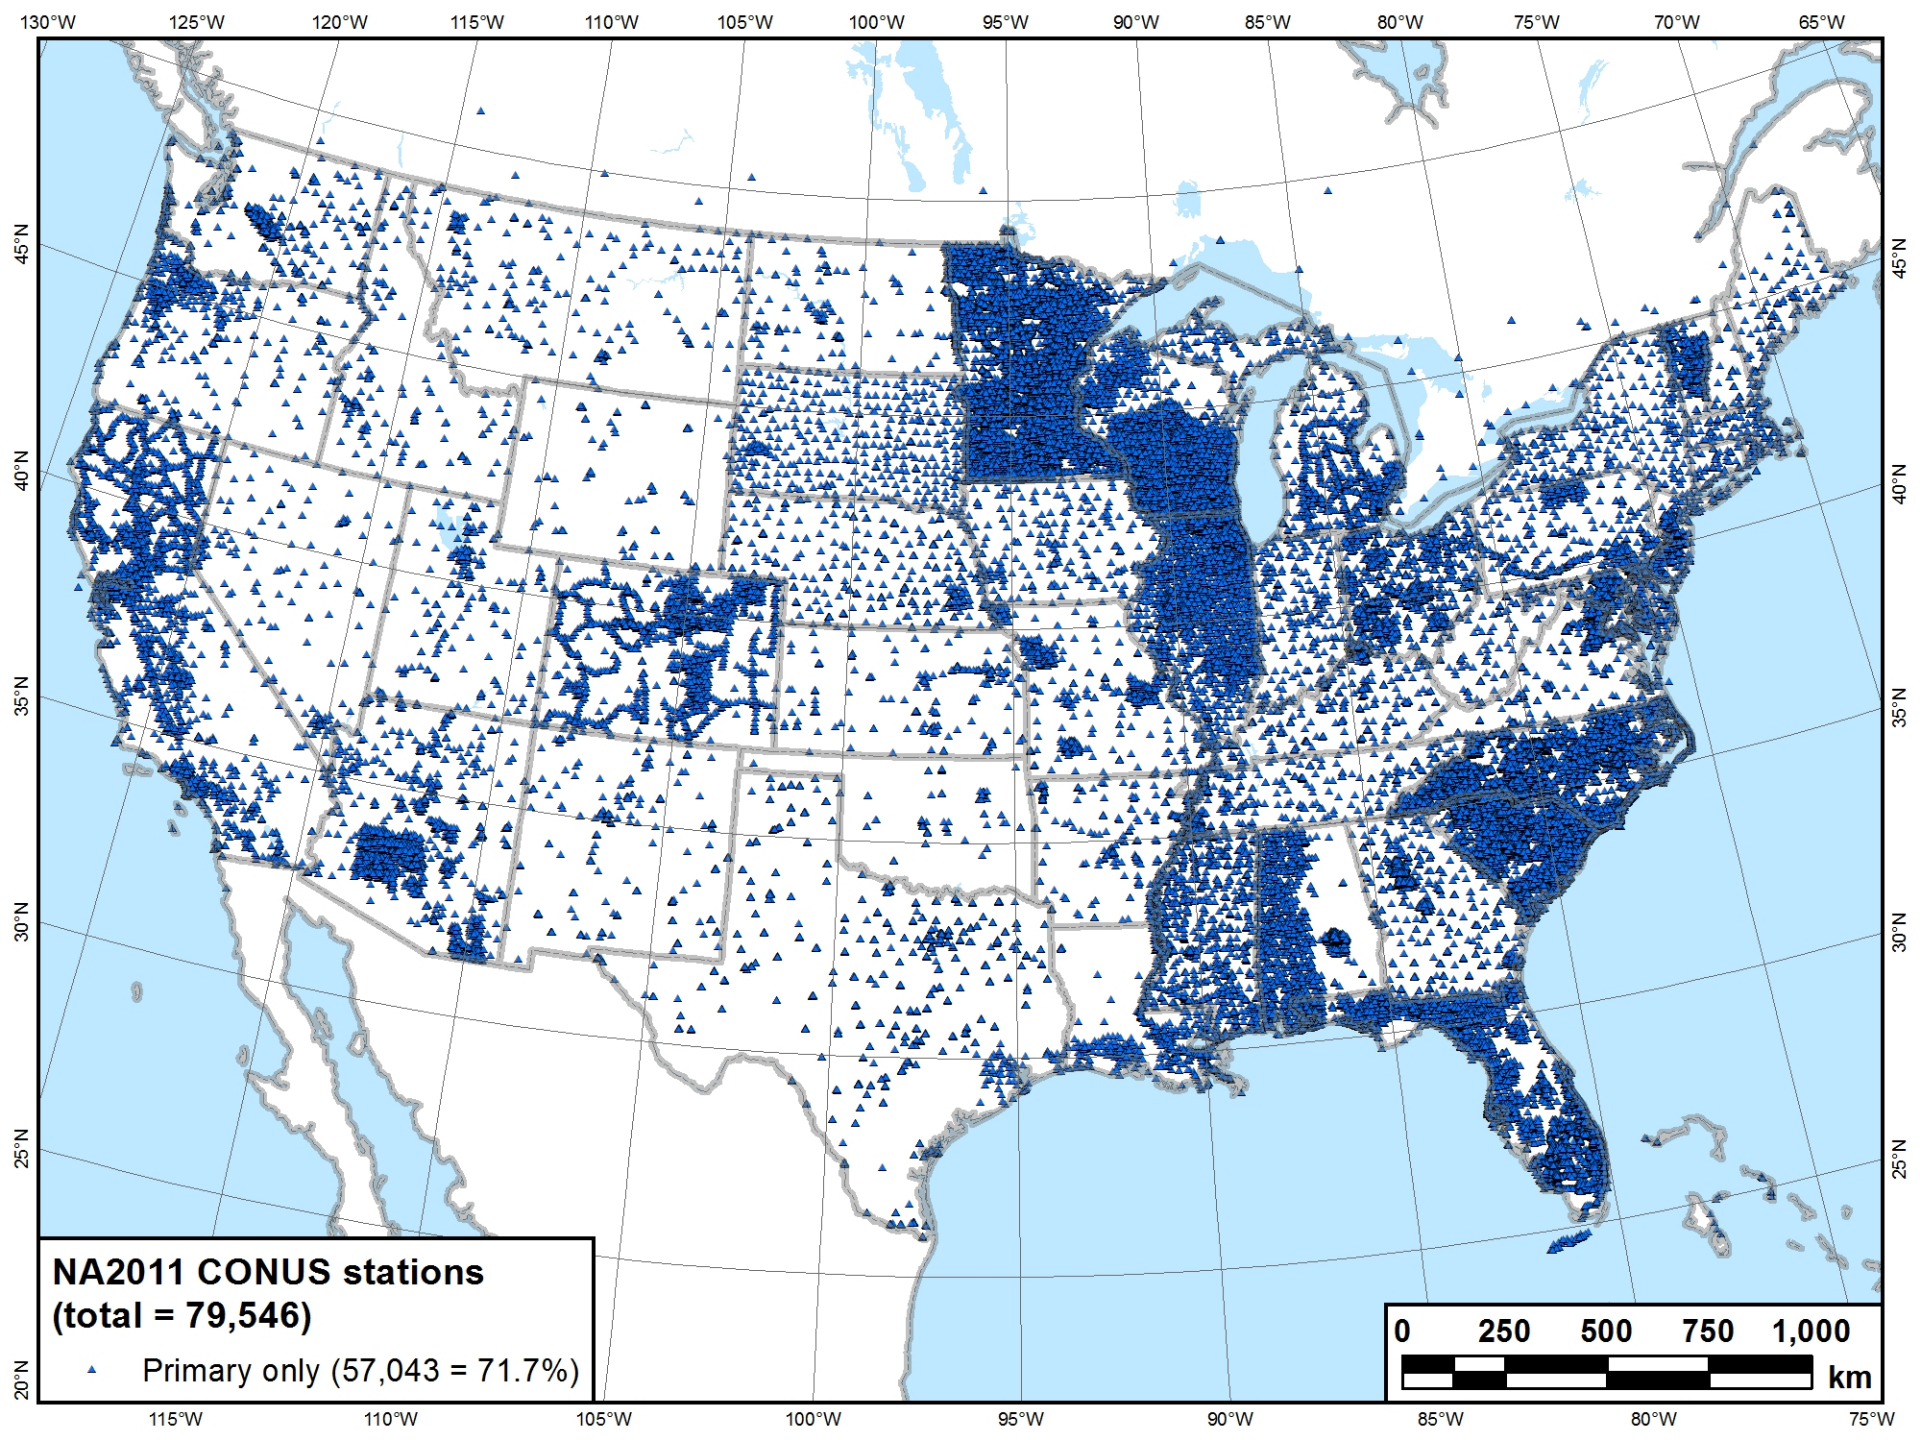 130°W 125°W 120°W 115°W 110°W 105°W 100°W 95°W 90°W 85°W 80°W 75°W 70°W 65°W
45°N 45°N
40°N 40°N
35°N 35°N
30°N 30°N
25°N 25°N
20°N
NA2011 CONUS stations
(total = 79,546)
Primary only (57,043 = 71.7%)
0 250 500 750 1,000
km
115°W 110°W 105°W 100°W 95°W 90°W 85°W 80°W 75°W